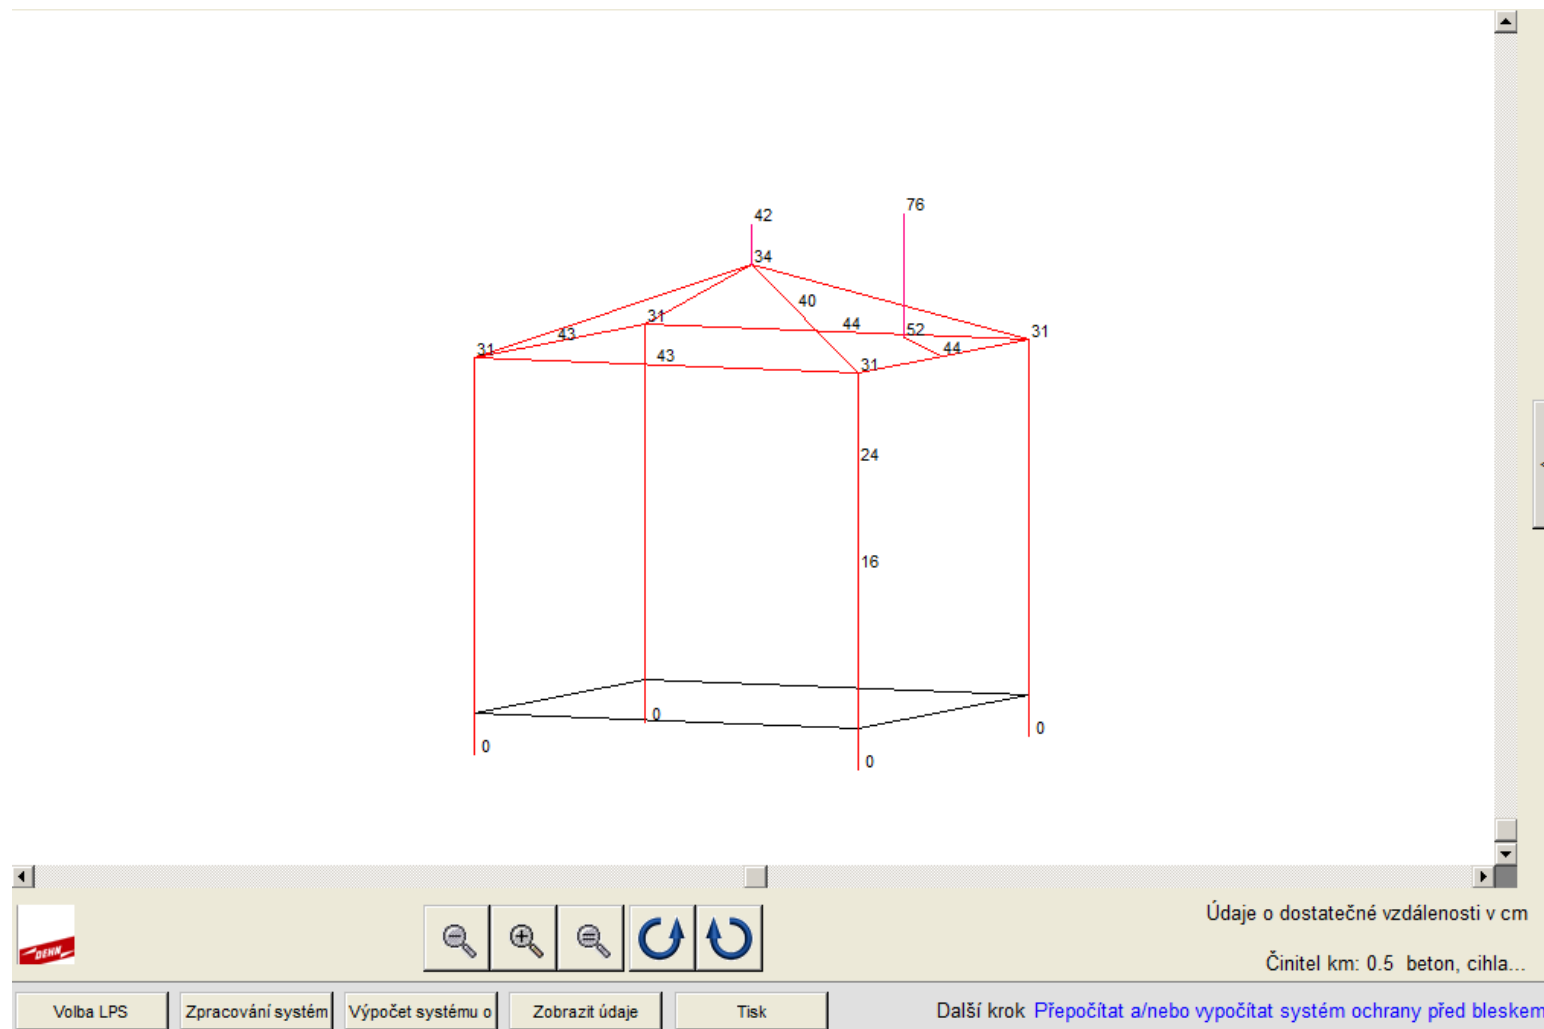 76
42
34
40
31
44
52
31
43
44
31
43
31
24
16
0
0
0
0
Údaje o dostatečné vzdálenosti v cm
DEHN
Činitel km: 0.5 beton, cihla...
Volba LPS
Zpracování systém
Výpočet systému o
Zobrazit údaje
Tisk
Další krok Přepočítat a/nebo vypočítat systém ochrany před bleskem